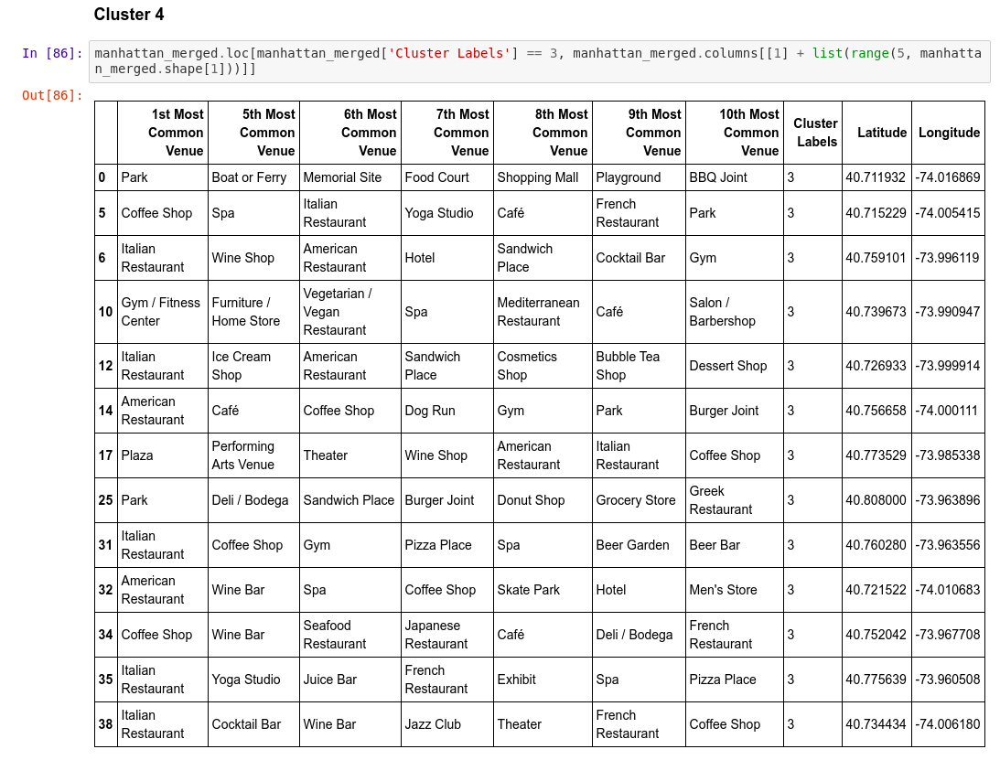 Cluster 4
In [86]: manhattan_merged.loc[manhattan_merged['Cluster Labels'] == 3, manhattan_merged.columns[[1] + list(range(5, manhatta
n_merged.shape[1]))]]
Out[86]:
1st Most Common Venue 5th Most Common Venue 6th Most Common Venue 7th Most Common Venue 8th Most Common Venue 9th Most Common Venue 10th Most Common Venue Cluster Labels Latitude Longitude
0 Park Boat or Ferry Memorial Site Food Court Shopping Mall Playground BBQ Joint 3 40.711932 -74.016869
5 Coffee Shop Spa Italian Restaurant Yoga Studio Café French Restaurant Park 3 40.715229 -74.005415
6 Italian Restaurant Wine Shop American Restaurant Hotel Sandwich Place Cocktail Bar Gym 3 40.759101 -73.996119
10 Gym / Fitness Center Furniture / Home Store Vegetarian / Vegan Restaurant Spa Mediterranean Restaurant Café Salon / Barbershop 3 40.739673 -73.990947
12 Italian Restaurant Ice Cream Shop American Restaurant Sandwich Place Cosmetics Shop Bubble Tea Shop Dessert Shop 3 40.726933 -73.999914
14 American Restaurant Café Coffee Shop Dog Run Gym Park Burger Joint 3 40.756658 -74.000111
17 Plaza Performing Arts Venue Theater Wine Shop American Restaurant Italian Restaurant Coffee Shop 3 40.773529 -73.985338
25 Park Deli / Bodega Sandwich Place Burger Joint Donut Shop Grocery Store Greek Restaurant 3 40.808000 -73.963896
31 Italian Restaurant Coffee Shop Gym Pizza Place Spa Beer Garden Beer Bar 3 40.760280 -73.963556
32 American Restaurant Wine Bar Spa Coffee Shop Skate Park Hotel Men's Store 3 40.721522 -74.010683
34 Coffee Shop Wine Bar Seafood Restaurant Japanese Restaurant Café Deli / Bodega French Restaurant 3 40.752042 -73.967708
35 Italian Restaurant Yoga Studio Juice Bar French Restaurant Exhibit Spa Pizza Place 3 40.775639 -73.960508
38 Italian Restaurant Cocktail Bar Wine Bar Jazz Club Theater French Restaurant Coffee Shop 3 40.734434 -74.006180